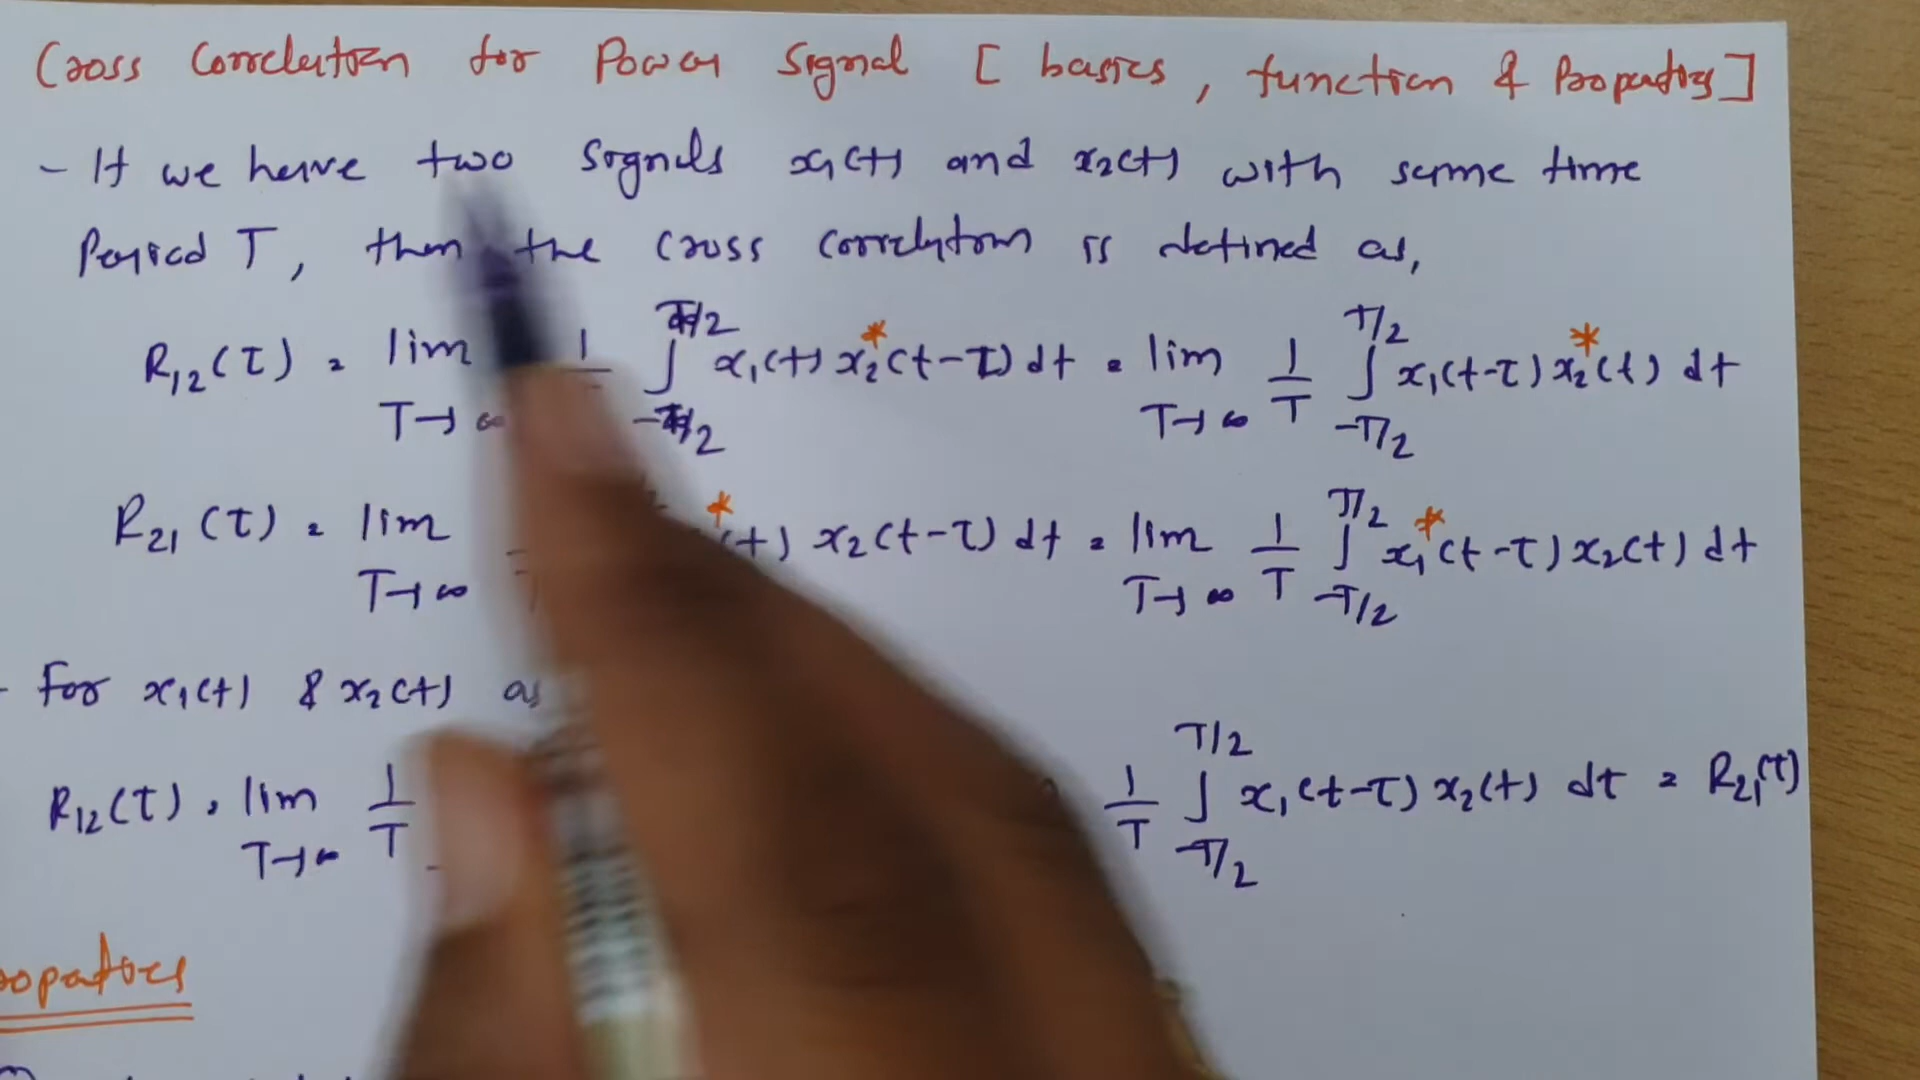 Cross Correlation for Power Signal [ basics , function & Properties ]
- If we have two signals x1(t) and x2(t) with same time
Period T, then the cross correlation is defined as,
R12(τ) = lim T→∞ 1 ∫ -T/2 T/2 x1(t) x2*(t-τ) dt = lim T→∞ 1/T ∫ -T/2 T/2 x1(t-τ) x2*(t) dt
R21(τ) = lim T→∞ *(t) x2(t-τ) dt = lim T→∞ 1/T ∫ -T/2 T/2 x1*(t-τ) x2(t) dt
- For x1(t) & x2(t) as
R12(τ) = lim T→∞ 1/T 1/T ∫ -T/2 T/2 x1(t-τ) x2(t) dt = R21(τ)